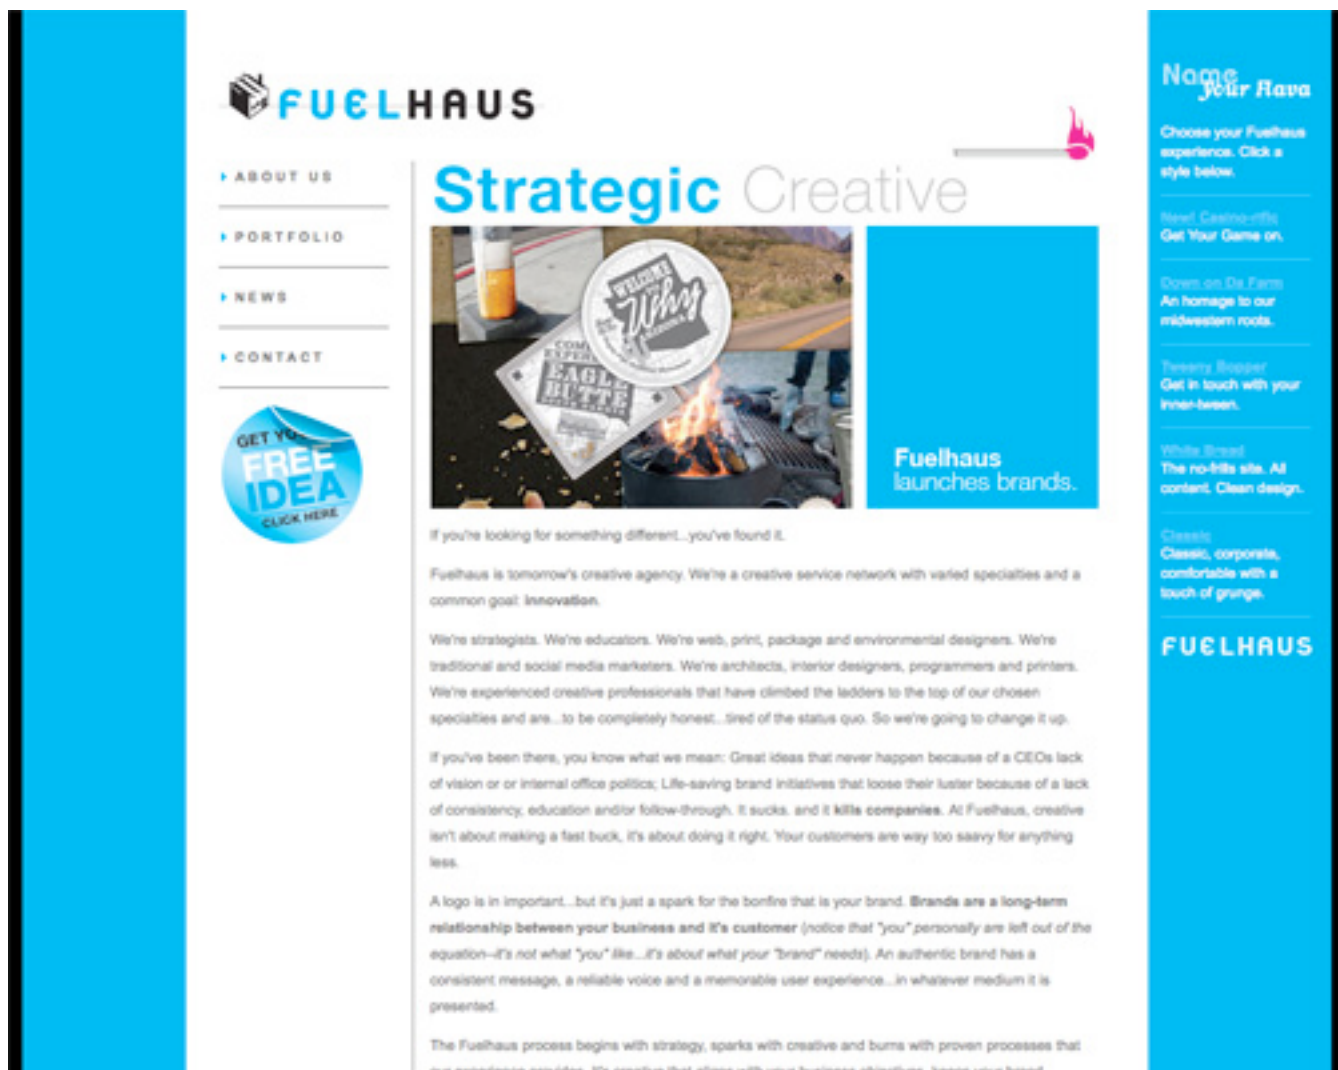 FUELHAUS
ABOUT US
PORTFOLIO
NEWS
CONTACT
GET
FREE
IDEA
CLICK HERE
Strategic Creative
WELCOME
Why
EAGLE
BUTTE
Fuelhaus
launches brands.
If you're looking for something different...you've found it.
Fuelhaus is tomorrow's creative agency. We're a creative service network with varied specialties and a
common goal: innovation.
We're strategists. We're educators. We're web, print, package and environmental designers. We're
traditional and social media marketers. We're architects, interior designers, programmers and printers.
We're experienced creative professionals that have climbed the ladders to the top of our chosen
specialties and are...to be completely honest...tired of the status quo. So we're going to change it up.
If you've been there, you know what we mean: Great ideas that never happen because of a CEOs lack
of vision or or internal office politics; Life-saving brand initiatives that loose their luster because of a lack
of consistency, education and/or follow-through. It sucks. and it kills companies. At Fuelhaus, creative
isn't about making a fast buck, it's about doing it right. Your customers are way too saavy for anything
less.
A logo is in important...but it's just a spark for the bonfire that is your brand. Brands are a long-term
relationship between your business and it's customer (notice that "you" personally are left out of the
equation--it's not what "you" like...it's about what your "brand" needs). An authentic brand has a
consistent message, a reliable voice and a memorable user experience...in whatever medium it is
presented.
The Fuelhaus process begins with strategy, sparks with creative and burns with proven processes that
Name
your Hava
Choose your Fuelhaus
experience. Click a
style below.
New! Casino-rific
Get Your Game on.
Down on Da Farm
An homage to our
midwestern roots.
Tweeny Bopper
Get in touch with your
inner-tween.
White Bread
The no-frills site. All
content. Clean design.
Classic
Classic, corporate,
comfortable with a
touch of grunge.
FUELHAUS